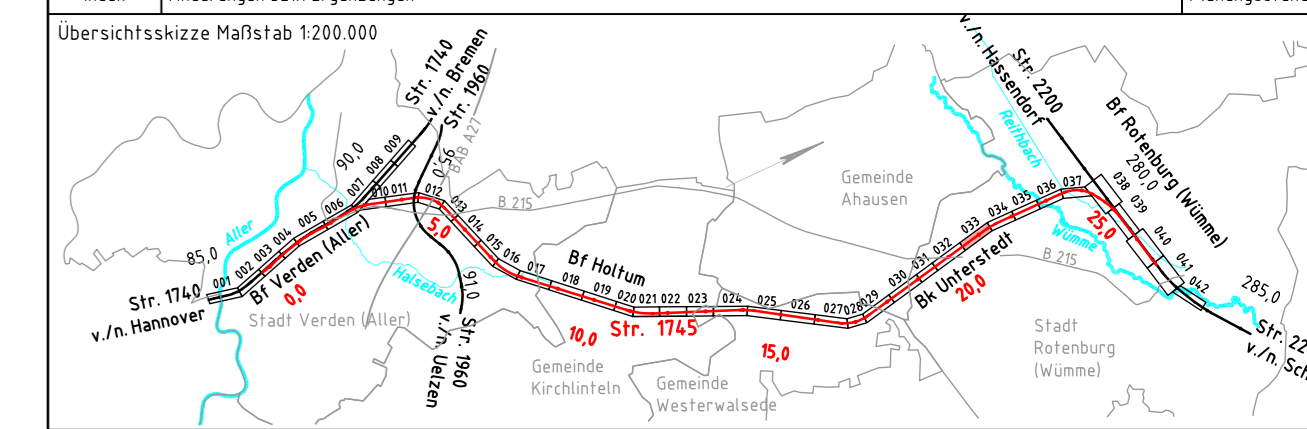 Übersichtsskizze Maßstab 1:200.000
Str. 1740
v./n. Bremen
Str. 1960
95,0
BAB A27
90,0
Aller
85,0
Str. 1740
v./n. Hannover
001
002
003
004
005
006
007
008
009
010
011
012
013
014
015
016
017
018
019
020
021
022
023
024
025
026
027
028
029
030
031
032
033
034
035
036
037
038
039
040
041
042
Bf Verden (Aller)
0,0
Stadt Verden (Aller)
Halsebach
5,0
B 215
91,0
Str. 1960
v./n. Uelzen
Bf Holtum
10,0
Str. 1745
15,0
Gemeinde
Kirchlinteln
Gemeinde
Westerwalsede
Gemeinde
Ahausen
Bk Unterstedt
20,0
v./n. Hassendorf
Str. 2200
Reithbach
Wümme
25,0
B 215
Bf Rotenburg (Wümme)
280,0
285,0
Stadt
Rotenburg
(Wümme)
Str. 22
v./n. Sch